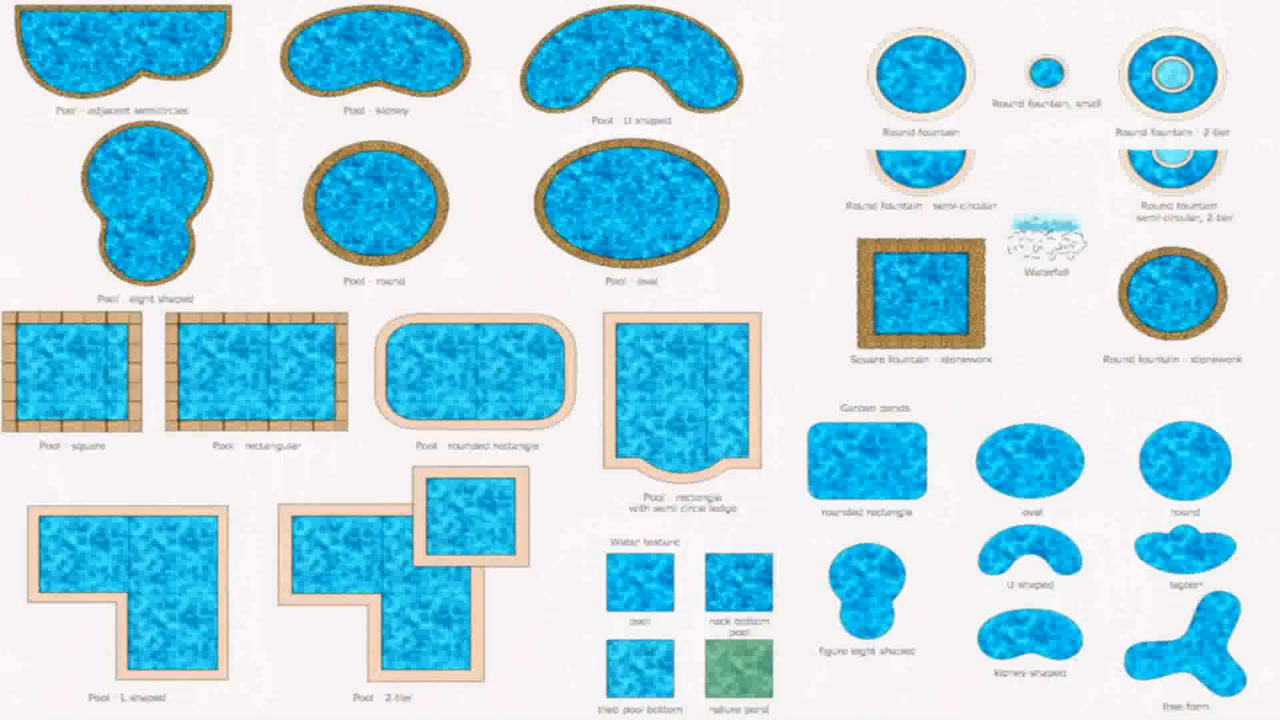 Pool - adjacent semicircles
Pool - kidney
Pool - U shaped
Round fountain
Round fountain, small
Round fountain - 2-tier
Round fountain - semi-circular
Round fountain
semi-circular, 2-tier
Waterfall
Pool - eight shaped
Pool - round
Pool - oval
Square fountain - stonework
Round fountain - stonework
Pool - square
Pool - rectangular
Pool - rounded rectangle
Pool - rectangle
with semi circle ledge
Garden ponds
rounded rectangle
oval
round
Water texture
pool
rock bottom
pool
tiled pool bottom
nature pond
figure eight shaped
U-shaped
lagoon
kidney-shaped
free form
Pool - L shaped
Pool - 2-tier